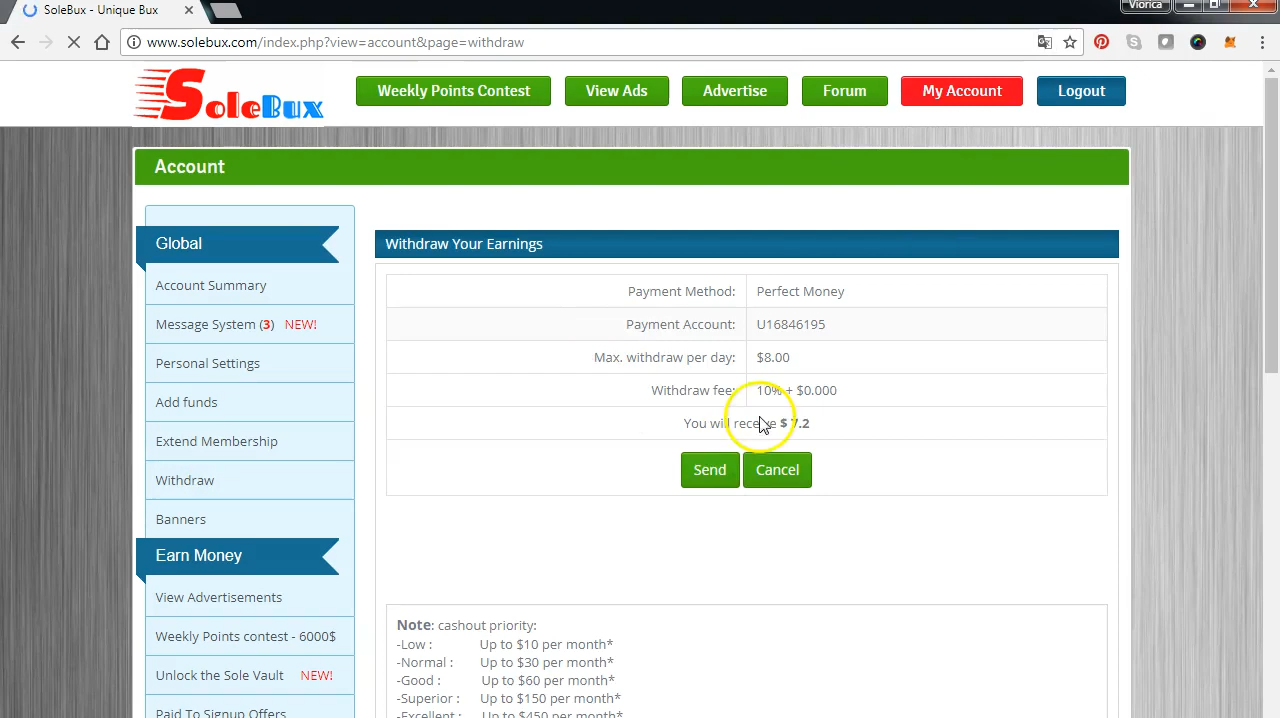 SoleBux - Unique Bux
Viorica
www.solebux.com/index.php?view=account&page=withdraw
SoleBux
Weekly Points Contest
View Ads
Advertise
Forum
My Account
Logout
Account
Global
Account Summary
Message System (3) NEW!
Personal Settings
Add funds
Extend Membership
Withdraw
Banners
Earn Money
View Advertisements
Weekly Points contest - 6000$
Unlock the Sole Vault NEW!
Paid To Signup Offers
Withdraw Your Earnings
Payment Method: Perfect Money
Payment Account: U16846195
Max. withdraw per day: $8.00
Withdraw fee: 10% + $0.000
You will receive $ 7.2
Send
Cancel
Note: cashout priority:
-Low : Up to $10 per month*
-Normal : Up to $30 per month*
-Good : Up to $60 per month*
-Superior : Up to $150 per month*
-Excellent : Up to $450 per month*